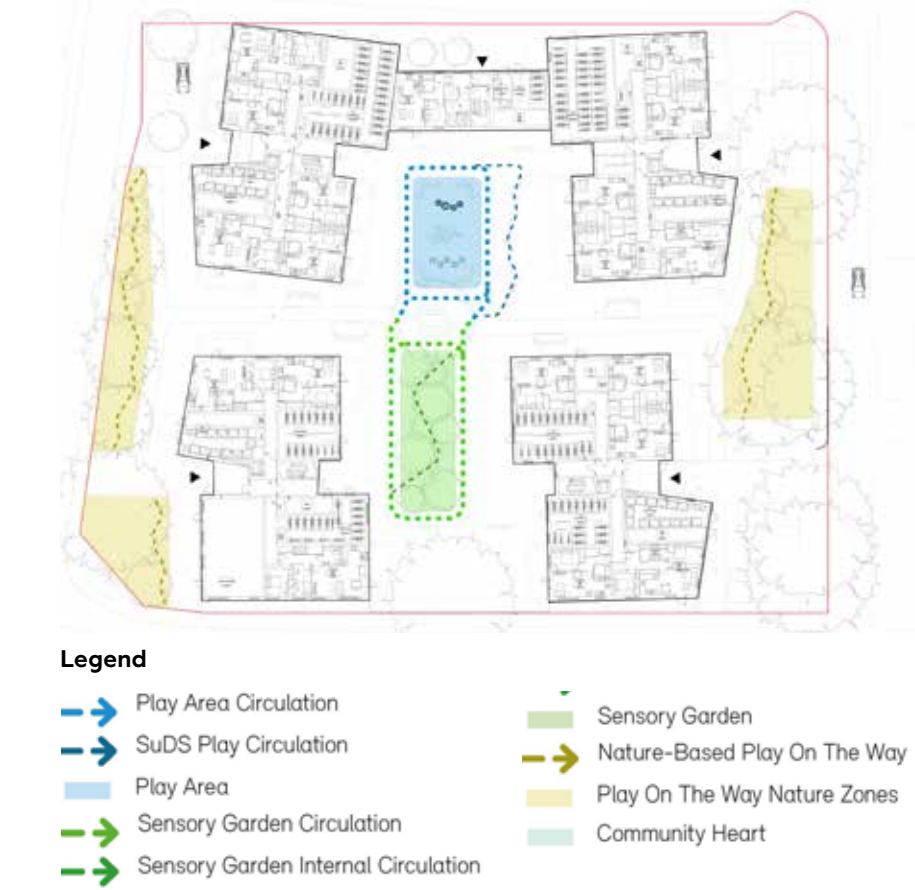 Legend
Play Area Circulation
SuDS Play Circulation
Play Area
Sensory Garden Circulation
Sensory Garden Internal Circulation
Sensory Garden
Nature-Based Play On The Way
Play On The Way Nature Zones
Community Heart